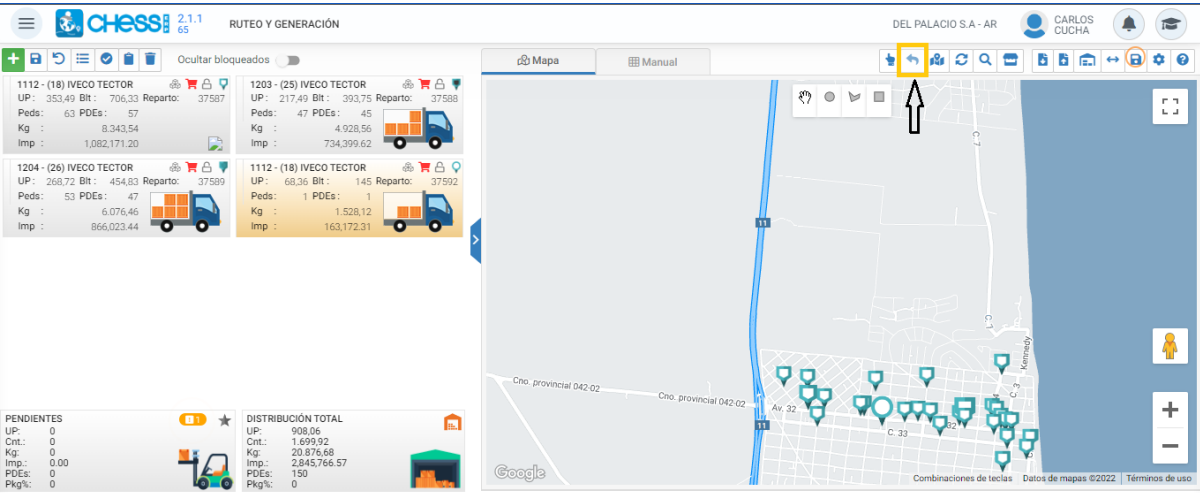 CHESS ERP 2.1.1
65
RUTEO Y GENERACIÓN
DEL PALACIO S.A - AR
CARLOS
CUCHA
Ocultar bloqueados
1112 - (18) IVECO TECTOR
UP: 353,49 Blt: 706,33 Reparto: 37587
Peds: 63 PDEs: 57
Kg : 8.343,54
Imp : 1,082,171.20
1203 - (25) IVECO TECTOR
UP: 217,49 Blt: 393,75 Reparto: 37588
Peds: 47 PDEs: 45
Kg : 4.928,56
Imp : 734,399.62
1204 - (26) IVECO TECTOR
UP: 268,72 Blt: 454,83 Reparto: 37589
Peds: 53 PDEs: 47
Kg : 6.076,46
Imp : 866,023.44
1112 - (18) IVECO TECTOR
UP: 68,36 Blt: 145 Reparto: 37592
Peds: 1 PDEs: 1
Kg : 1.528,12
Imp : 163,172.31
PENDIENTES
1
UP: 0
Cnt.: 0
Kg: 0
Imp.: 0.00
PDEs: 0
Pkg%: 0
DISTRIBUCIÓN TOTAL
UP: 908,06
Cnt.: 1.699,92
Kg: 20.876,68
Imp.: 2,845,766.57
PDEs: 150
Pkg%: 0
Mapa
Manual
C. 7
11
C. 1
Kennedy
C. 3
Cno. provincial 042-02
Cno. provincial 042-02
Av. 32
32
11
C. 33
Google
Combinaciones de teclas
Datos de mapas ©2022
Términos de uso